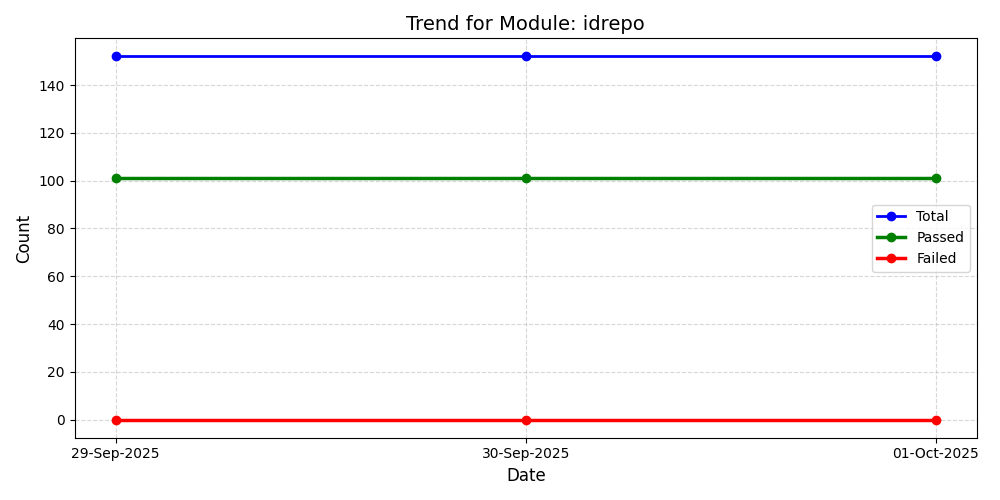 Trend for Module: idrepo
Count
140
120
100
80
60
40
20
0
Total
Passed
Failed
29-Sep-2025
30-Sep-2025
01-Oct-2025
Date